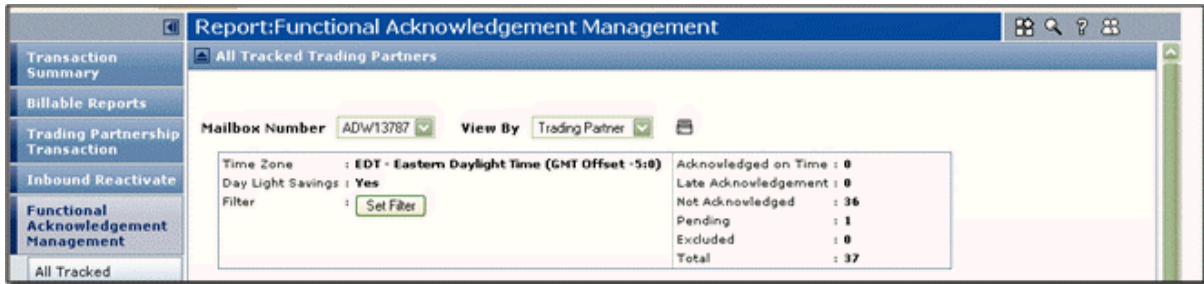 Report:Functional Acknowledgement Management
Transaction
Summary
Billable Reports
Trading Partnership
Transaction
Inbound Reactivate
Functional
Acknowledgement
Management
All Tracked
All Tracked Trading Partners
Mailbox Number ADW13787 View By Trading Partner
Time Zone : EDT - Eastern Daylight Time (GMT Offset -5:0)
Day Light Savings : Yes
Filter : Set Filter
Acknowledged on Time : 0
Late Acknowledgement : 0
Not Acknowledged : 36
Pending : 1
Excluded : 0
Total : 37